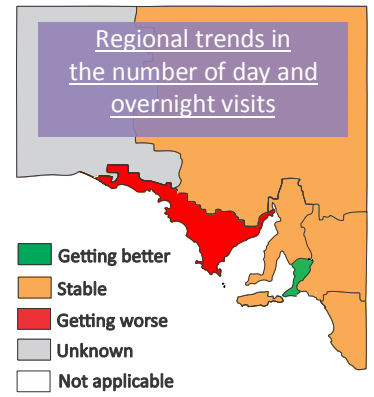 Regional trends in
the number of day and
overnight visits
Getting better
Stable
Getting worse
Unknown
Not applicable